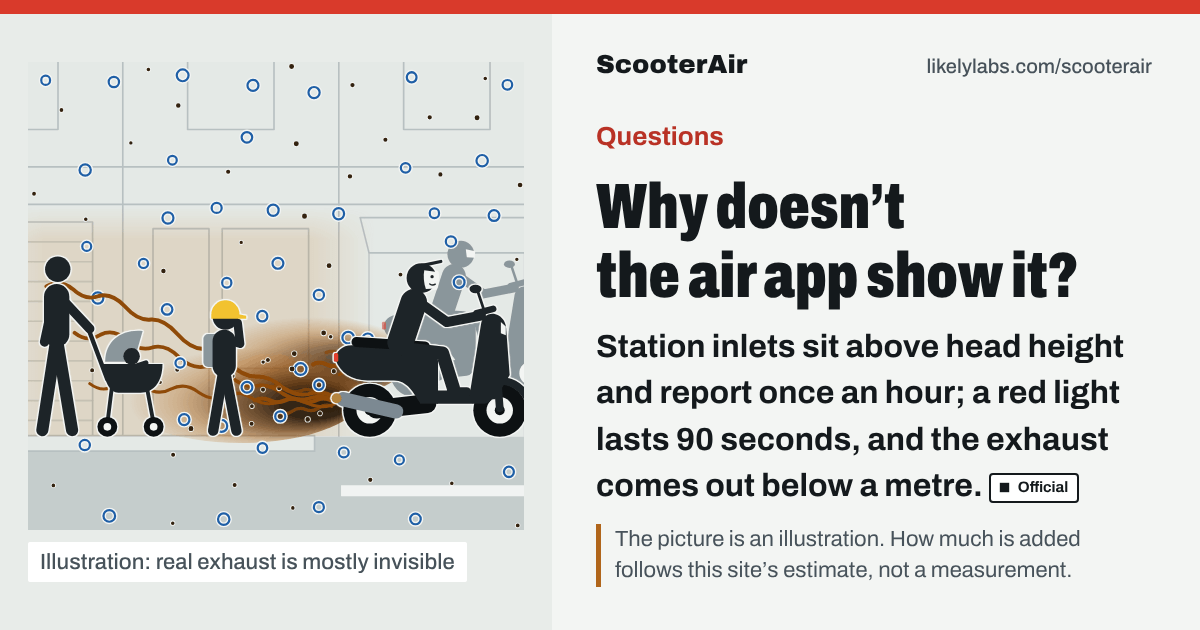 ScooterAir
likelylabs.com/scooterair
Questions
Why doesn’t
the air app show it?
Station inlets sit above head height
and report once an hour; a red light
lasts 90 seconds, and the exhaust
comes out below a metre. ■ Official
The picture is an illustration. How much is added
follows this site’s estimate, not a measurement.
Illustration: real exhaust is mostly invisible